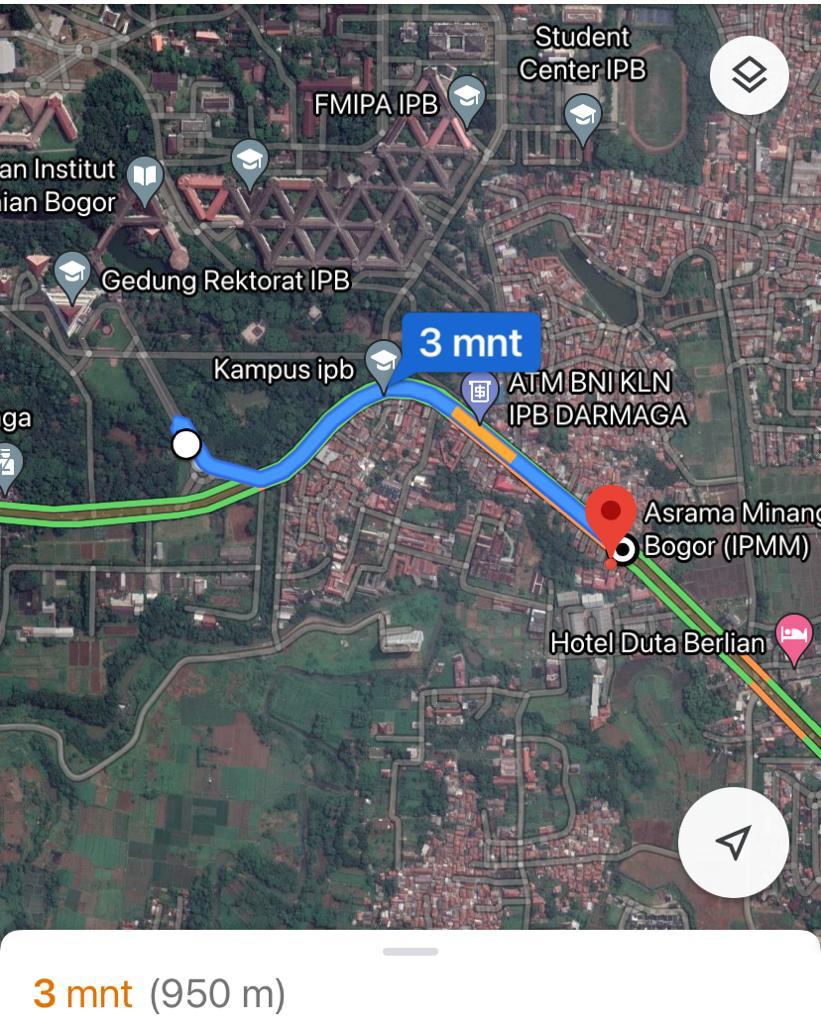 Student
Center IPB
FMIPA IPB
an Institut
ian Bogor
Gedung Rektorat IPB
3 mnt
Kampus ipb
ATM BNI KLN
IPB DARMAGA
ga
Asrama Minang
Bogor (IPMM)
Hotel Duta Berlian
3 mnt (950 m)